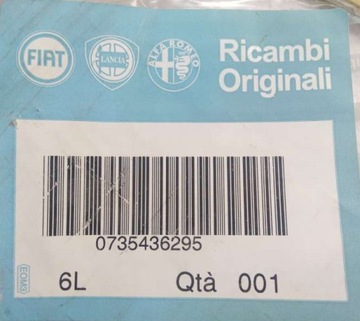 FIAT
LANCIA
ALFA ROMEO
Ricambi
Originali
0735436295
6L Qtà 001